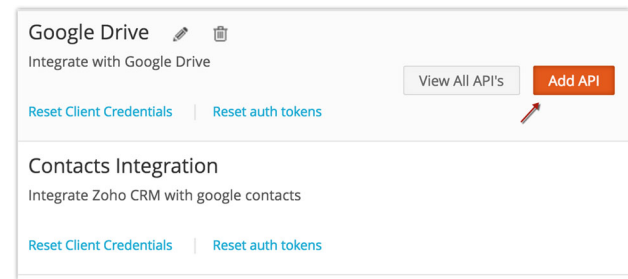 Google Drive
Integrate with Google Drive
View All API's
Add API
Reset Client Credentials
Reset auth tokens
Contacts Integration
Integrate Zoho CRM with google contacts
Reset Client Credentials
Reset auth tokens